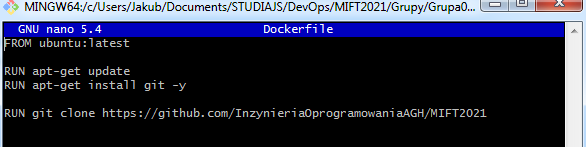 MINGW64:/c/Users/Jakub/Documents/STUDIAJS/DevOps/MIFT2021/Grupy/Grupa0...
GNU nano 5.4 Dockerfile
FROM ubuntu:latest
RUN apt-get update
RUN apt-get install git -y
RUN git clone https://github.com/InzynieriaOprogramowaniaAGH/MIFT2021